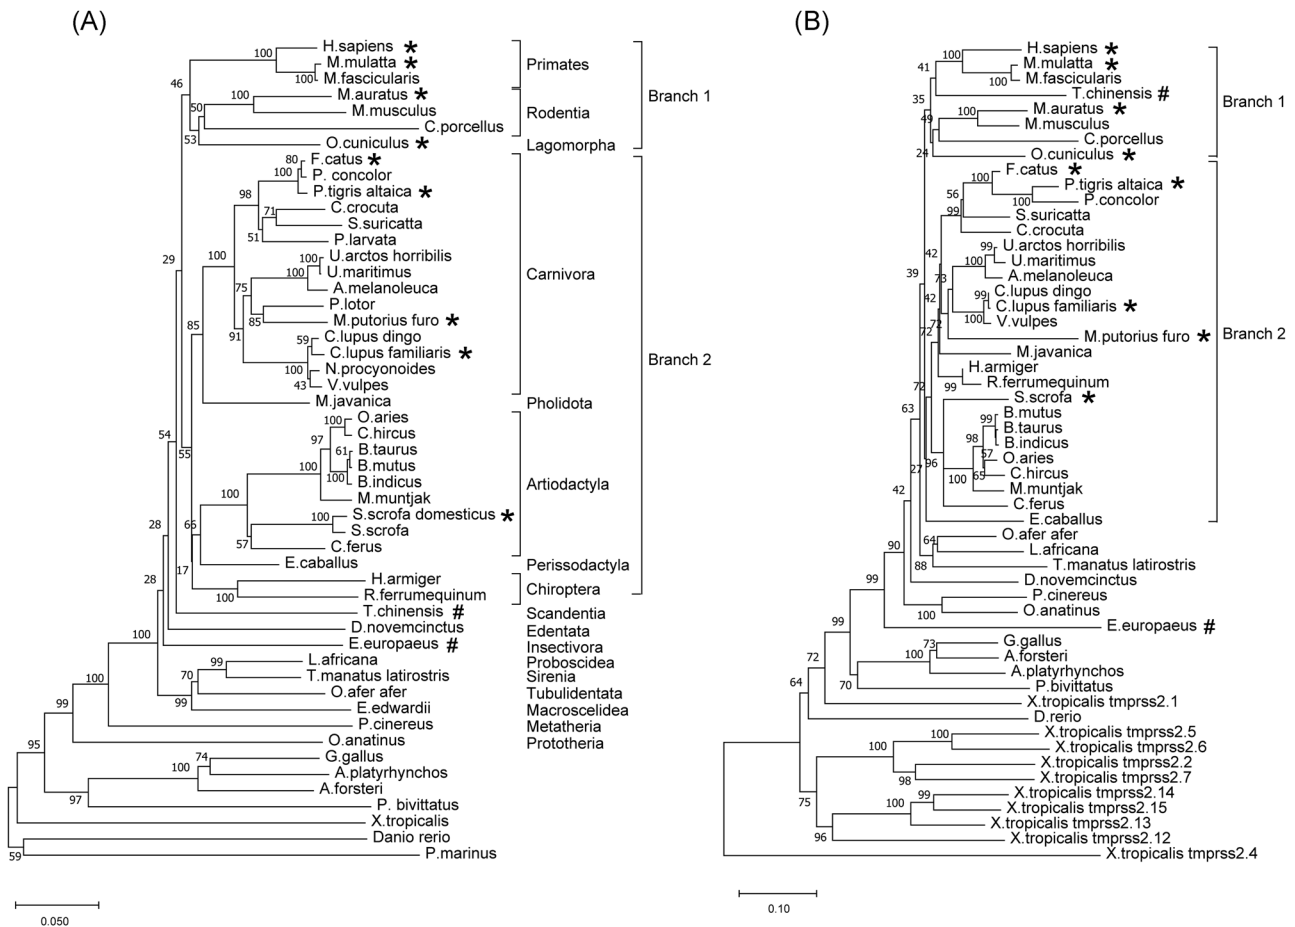 (A)
H.sapiens *
M.mulatta *
M.fascicularis
M.auratus *
M.musculus
C.porcellus
O.cuniculus *
F.catus *
P. concolor
P.tigris altaica *
C.crocuta
S.suricatta
P.larvata
U.arctos horribilis
U.maritimus
A.melanoleuca
P.lotor
M.putorius furo *
C.lupus dingo
C.lupus familiaris *
N.procyonoides
V.vulpes
M.javanica
O.aries
C.hircus
B.taurus
B.mutus
B.indicus
M.muntjak
S.scrofa domesticus *
S.scrofa
C.ferus
E.caballus
H.armiger
R.ferrumequinum
T.chinensis #
D.novemcinctus
E.europaeus #
L.africana
T.manatus latirostris
O.afer afer
E.edwardii
P.cinereus
O.anatinus
G.gallus
A.platyrhynchos
A.forsteri
P. bivittatus
X.tropicalis
Danio rerio
P.marinus
Primates
Rodentia
Lagomorpha
Carnivora
Pholidota
Artiodactyla
Perissodactyla
Chiroptera
Scandentia
Edentata
Insectivora
Proboscidea
Sirenia
Tubulidentata
Macroscelidea
Metatheria
Prototheria
Branch 1
Branch 2
100
100
46
100
50
53
80
100
98
71
51
100
100
100
75
85
91
59
100
43
29
85
100
97
61
100
100
55
54
100
100
57
65
28
17
100
28
100
99
70
99
100
99
95
74
100
97
59
0.050
(B)
H.sapiens *
M.mulatta *
M.fascicularis
T.chinensis #
M.auratus *
M.musculus
C.porcellus
O.cuniculus *
F.catus *
P.tigris altaica *
P.concolor
S.suricatta
C.crocuta
U.arctos horribilis
U.maritimus
A.melanoleuca
C.lupus dingo
C.lupus familiaris *
V.vulpes
M.putorius furo *
M.javanica
H.armiger
R.ferrumequinum
S.scrofa *
B.mutus
B.taurus
B.indicus
O.aries
C.hircus
M.muntjak
C.ferus
E.caballus
O.afer afer
L.africana
T.manatus latirostris
D.novemcinctus
P.cinereus
O.anatinus
E.europaeus #
G.gallus
A.forsteri
A.platyrhynchos
P.bivittatus
X.tropicalis tmprss2.1
D.rerio
X.tropicalis tmprss2.5
X.tropicalis tmprss2.6
X.tropicalis tmprss2.2
X.tropicalis tmprss2.7
X.tropicalis tmprss2.14
X.tropicalis tmprss2.15
X.tropicalis tmprss2.13
X.tropicalis tmprss2.12
X.tropicalis tmprss2.4
Branch 1
Branch 2
100
41
100
35
100
49
24
100
56
100
99
99
42
100
73
39
99
42
100
72
72
99
72
99
63
98
57
96
65
27
100
42
64
90
88
99
100
99
73
100
72
70
64
100
100
98
75
99
100
96
0.10